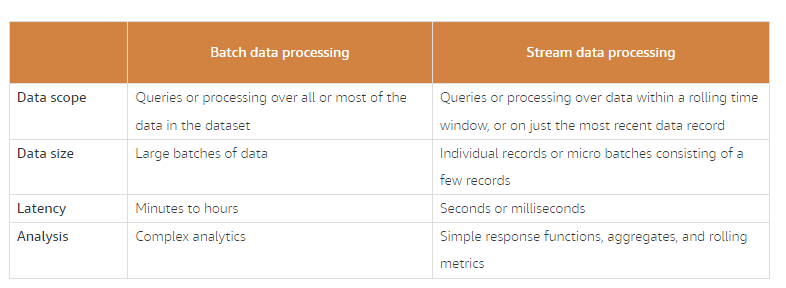 Batch data processing
Stream data processing
Data scope
Queries or processing over all or most of the
data in the dataset
Queries or processing over data within a rolling time
window, or on just the most recent data record
Data size
Large batches of data
Individual records or micro batches consisting of a
few records
Latency
Minutes to hours
Seconds or milliseconds
Analysis
Complex analytics
Simple response functions, aggregates, and rolling
metrics